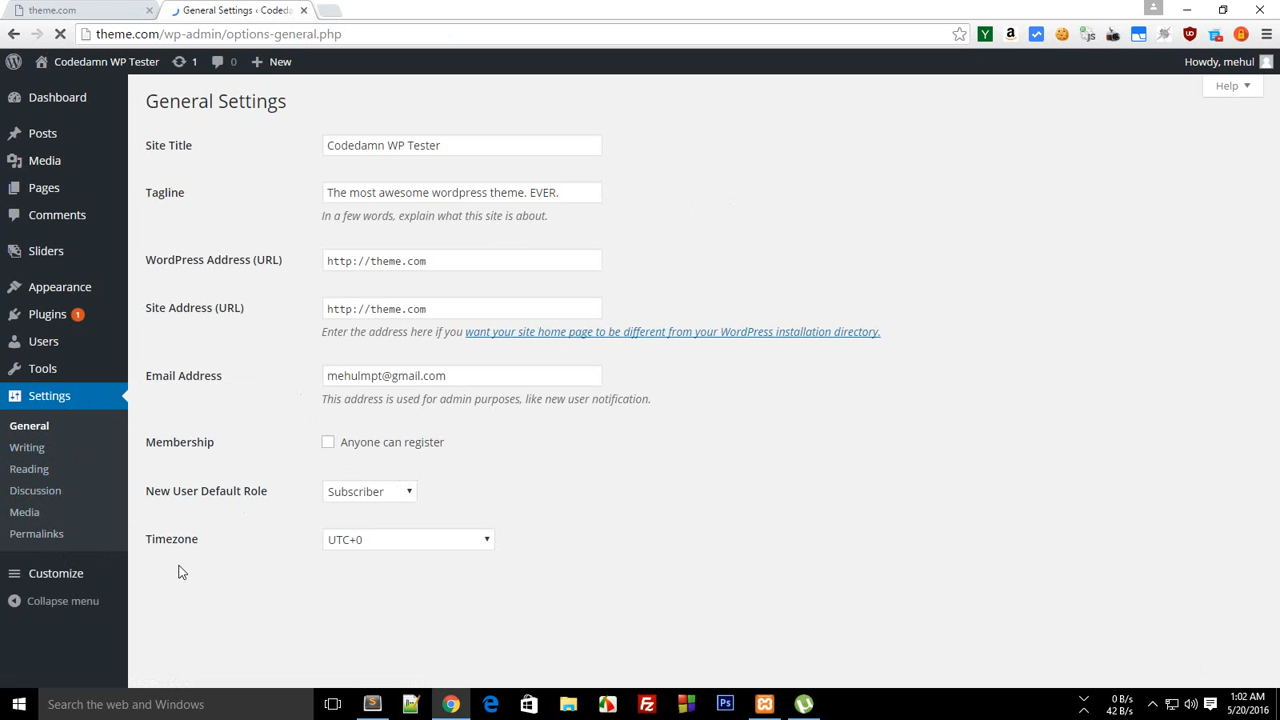 theme.com
General Settings ‹ Coded
theme.com/wp-admin/options-general.php
Codedamn WP Tester
1
0
New
Howdy, mehul
Help
Dashboard
Posts
Media
Pages
Comments
Sliders
Appearance
Plugins 1
Users
Tools
Settings
General
Writing
Reading
Discussion
Media
Permalinks
Customize
Collapse menu
General Settings
Site Title
Codedamn WP Tester
Tagline
The most awesome wordpress theme. EVER.
In a few words, explain what this site is about.
WordPress Address (URL)
http://theme.com
Site Address (URL)
http://theme.com
Enter the address here if you want your site home page to be different from your WordPress installation directory.
Email Address
mehulmpt@gmail.com
This address is used for admin purposes, like new user notification.
Membership
Anyone can register
New User Default Role
Subscriber
Timezone
UTC+0
Search the web and Windows
Ps
Fz
0 B/s
42 B/s
1:02 AM
5/20/2016